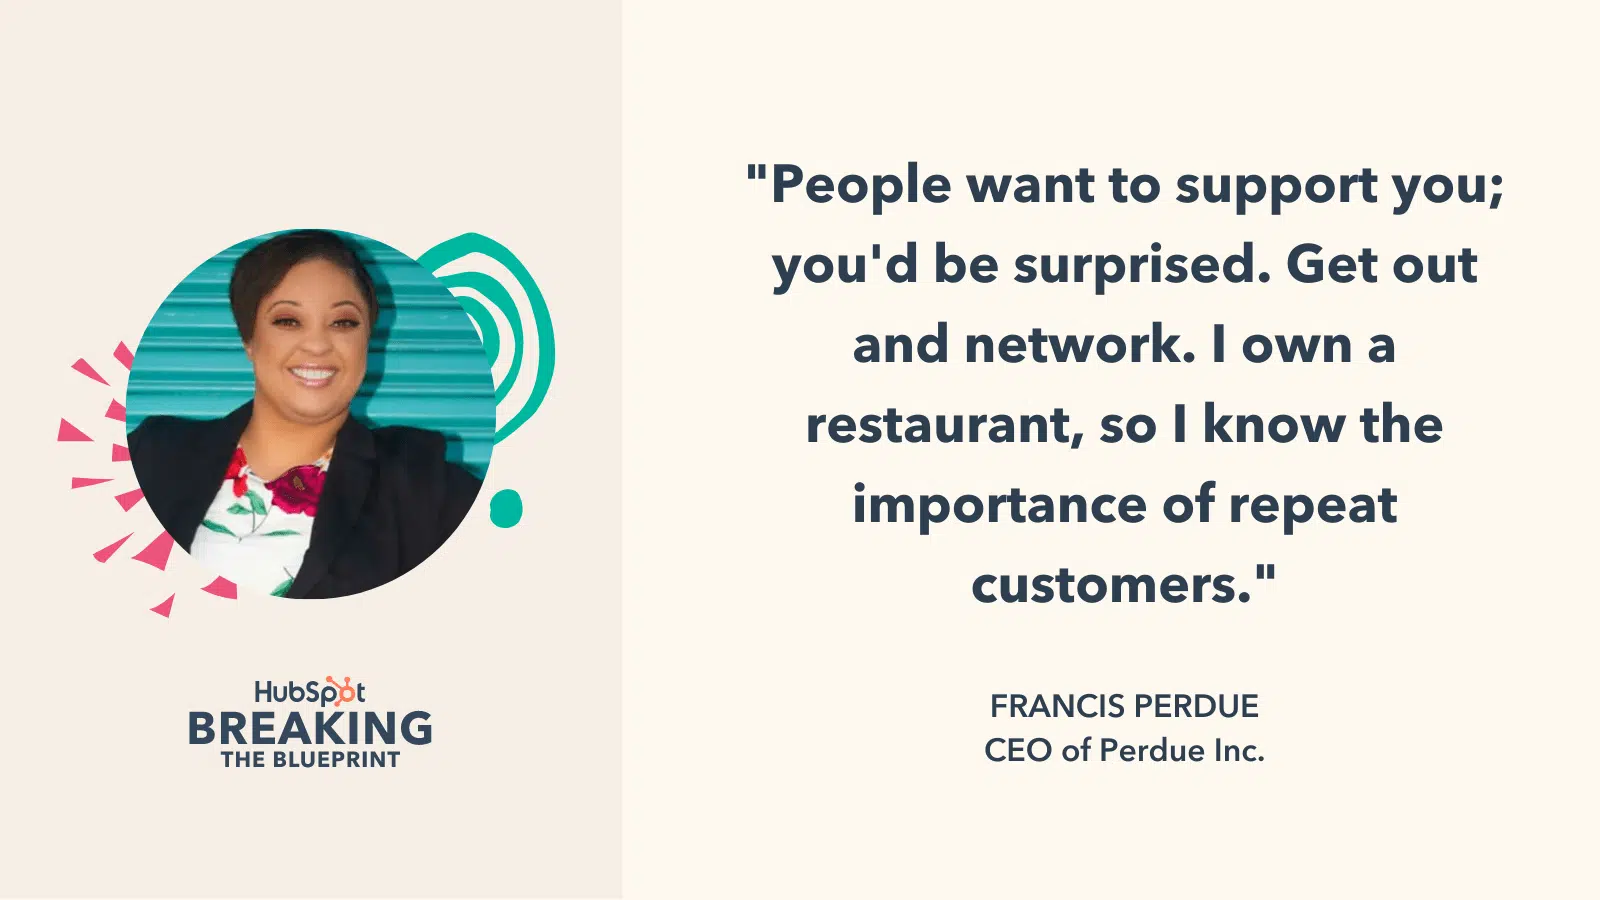 "People want to support you;
you'd be surprised. Get out
and network. I own a
restaurant, so I know the
importance of repeat
customers."
FRANCIS PERDUE
CEO of Perdue Inc.
HubSpot
BREAKING
THE BLUEPRINT